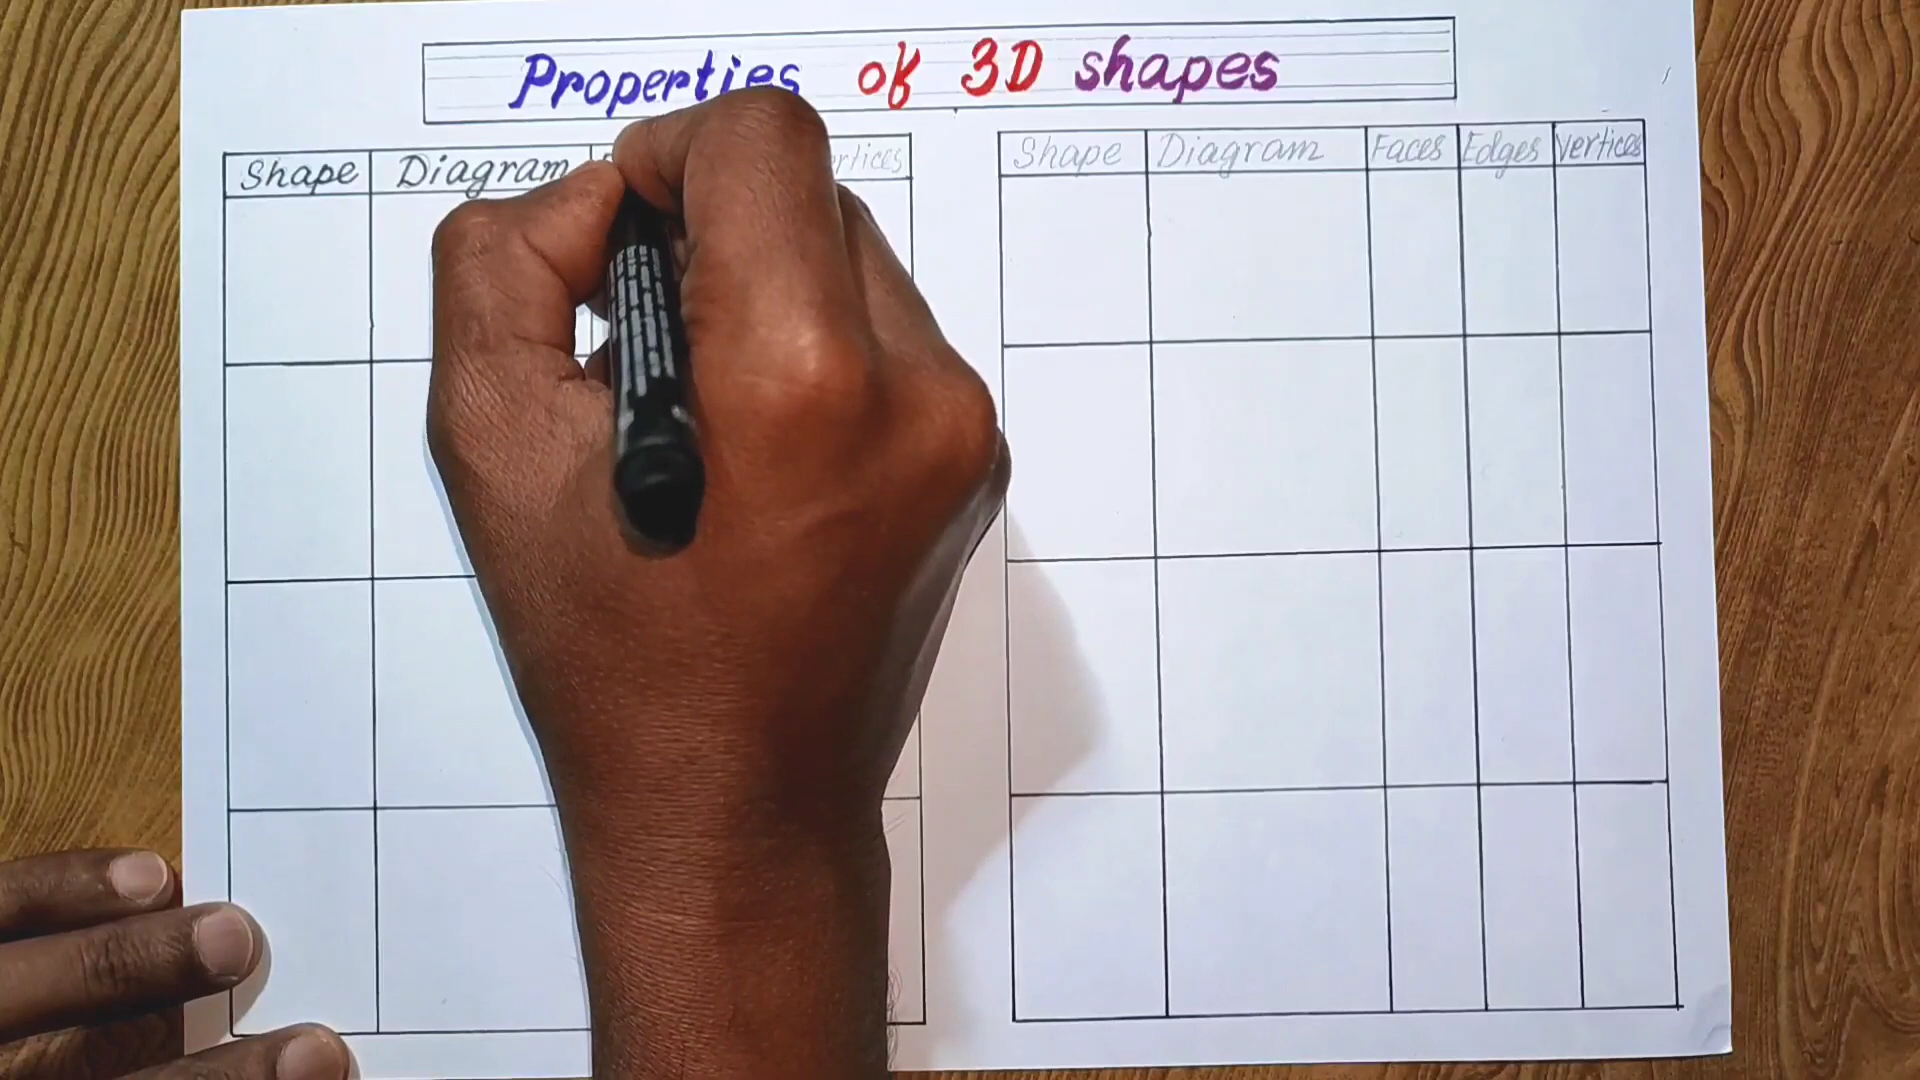 Properties of 3D shapes
Shape Diagram
Shape Diagram Faces Edges Vertices